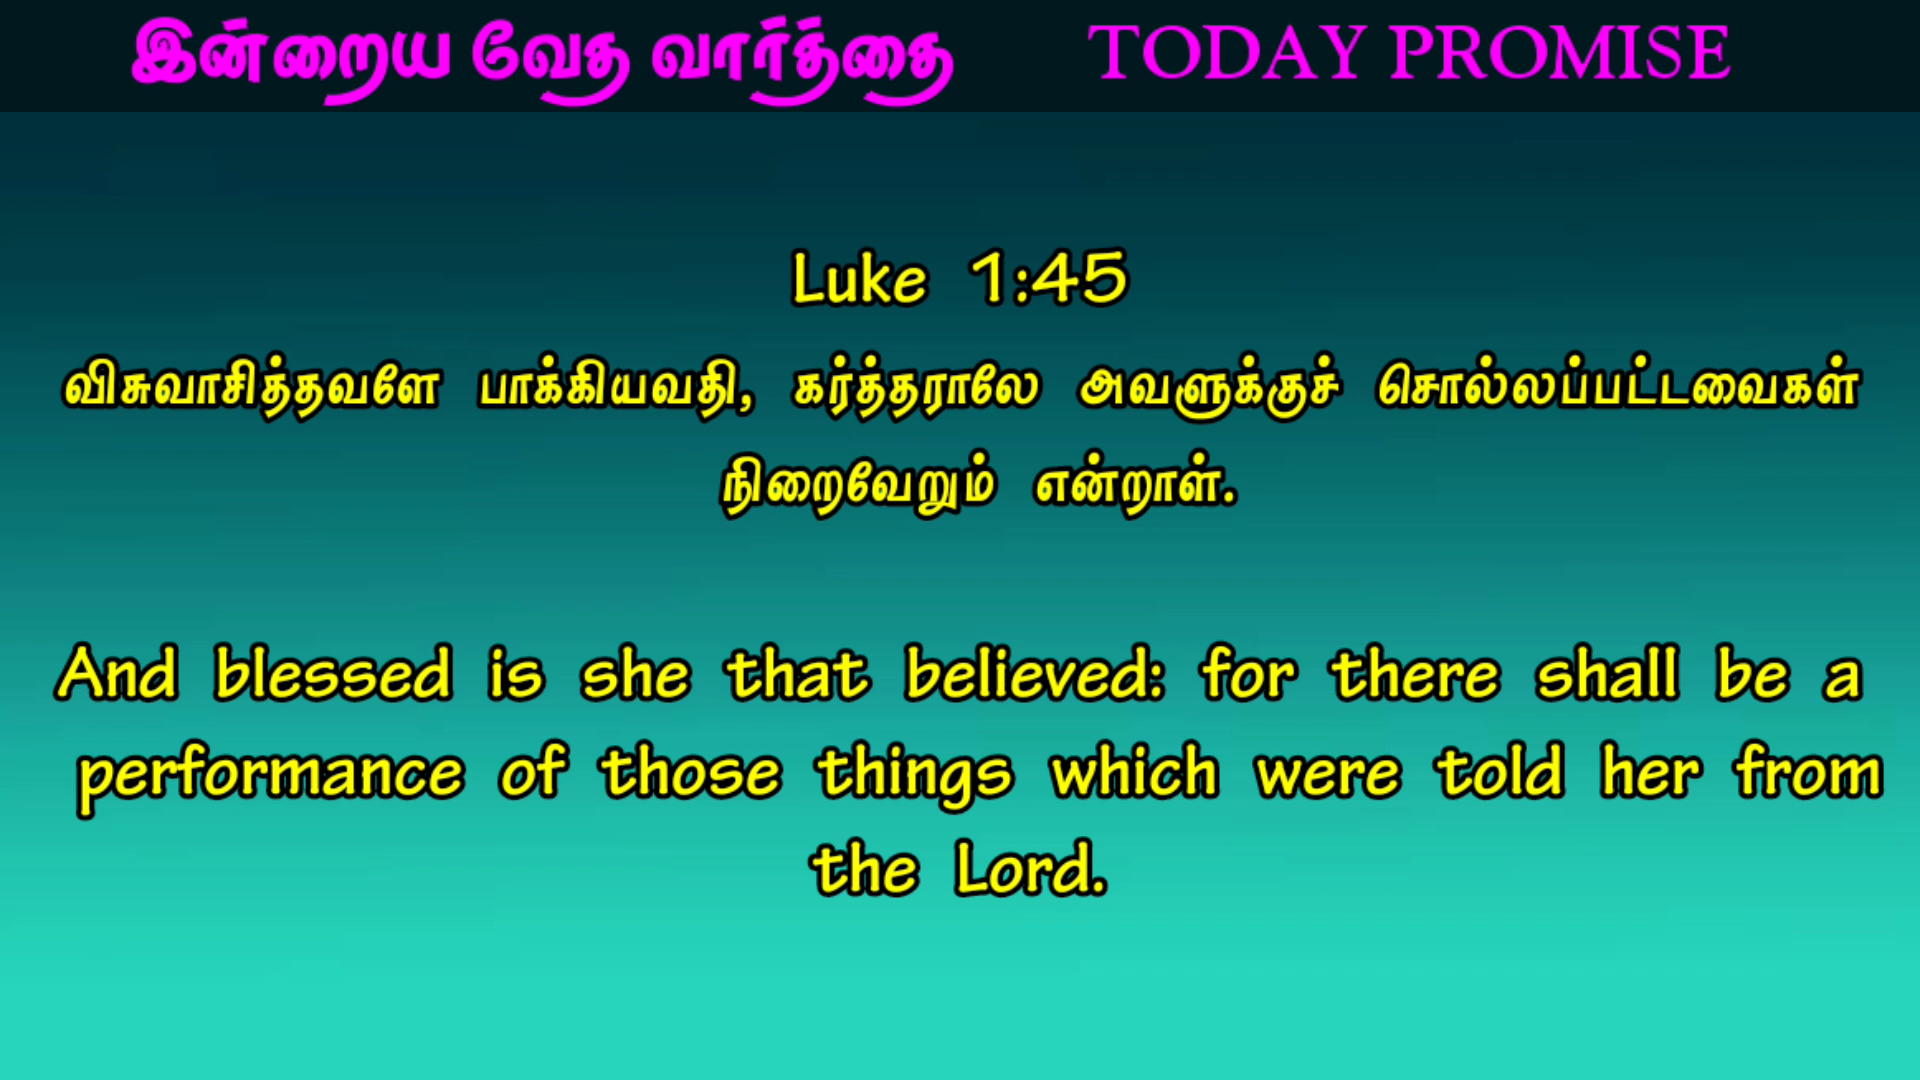 இன்றைய வேத வார்த்தை TODAY PROMISE
Luke 1:45
விசுவாசித்தவளே பாக்கியவதி, கர்த்தராலே அவளுக்குச் சொல்லப்பட்டவைகள்
நிறைவேறும் என்றாள்.
And blessed is she that believed: for there shall be a
performance of those things which were told her from
the Lord.